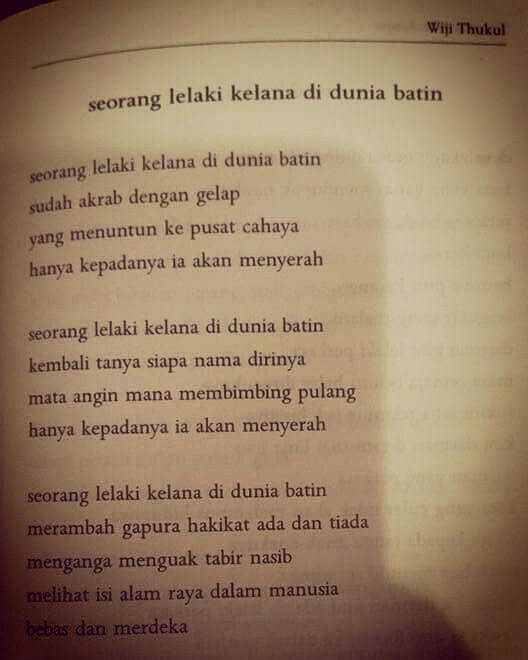 Wiji Thukul
seorang lelaki kelana di dunia batin
seorang lelaki kelana di dunia batin
sudah akrab dengan gelap
yang menuntun ke pusat cahaya
hanya kepadanya ia akan menyerah
seorang lelaki kelana di dunia batin
kembali tanya siapa nama dirinya
mata angin mana membimbing pulang
hanya kepadanya ia akan menyerah
seorang lelaki kelana di dunia batin
merambah gapura hakikat ada dan tiada
menganga menguak tabir nasib
melihat isi alam raya dalam manusia
bebas dan merdeka